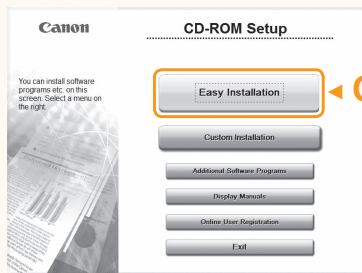 Canon
CD-ROM Setup
You can install software
programs etc. on this
screen. Select a menu on
the right.
Easy Installation
Custom Installation
Additional Software Programs
Display Manuals
Online User Registration
Exit